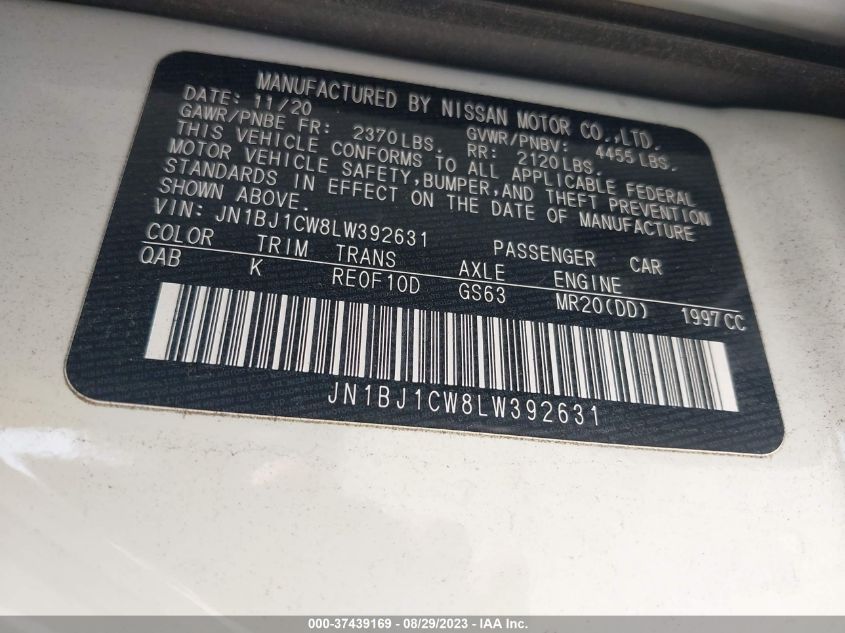 MANUFACTURED BY NISSAN MOTOR CO.,LTD.
DATE: 11/20
GAWR/PNBE FR: 2370LBS. GVWR/PNBV: 4455 LBS.
RR: 2120LBS.
THIS VEHICLE CONFORMS TO ALL APPLICABLE FEDERAL
MOTOR VEHICLE SAFETY,BUMPER,AND THEFT PREVENTION
STANDARDS IN EFFECT ON THE DATE OF MANUFACTURE
SHOWN ABOVE.
VIN: JN1BJ1CW8LW392631 PASSENGER CAR
COLOR TRIM TRANS AXLE ENGINE
QAB K RE0F10D GS63 MR20(DD) 1997CC
JN1BJ1CW8LW392631
000-37439169 - 08/29/2023 - IAA Inc.